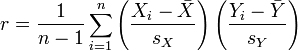 r = \frac{1}{n-1} \sum_{i=1}^{n} \left( \frac{X_i - \bar{X}}{s_X} \right) \left( \frac{Y_i - \bar{Y}}{s_Y} \right)